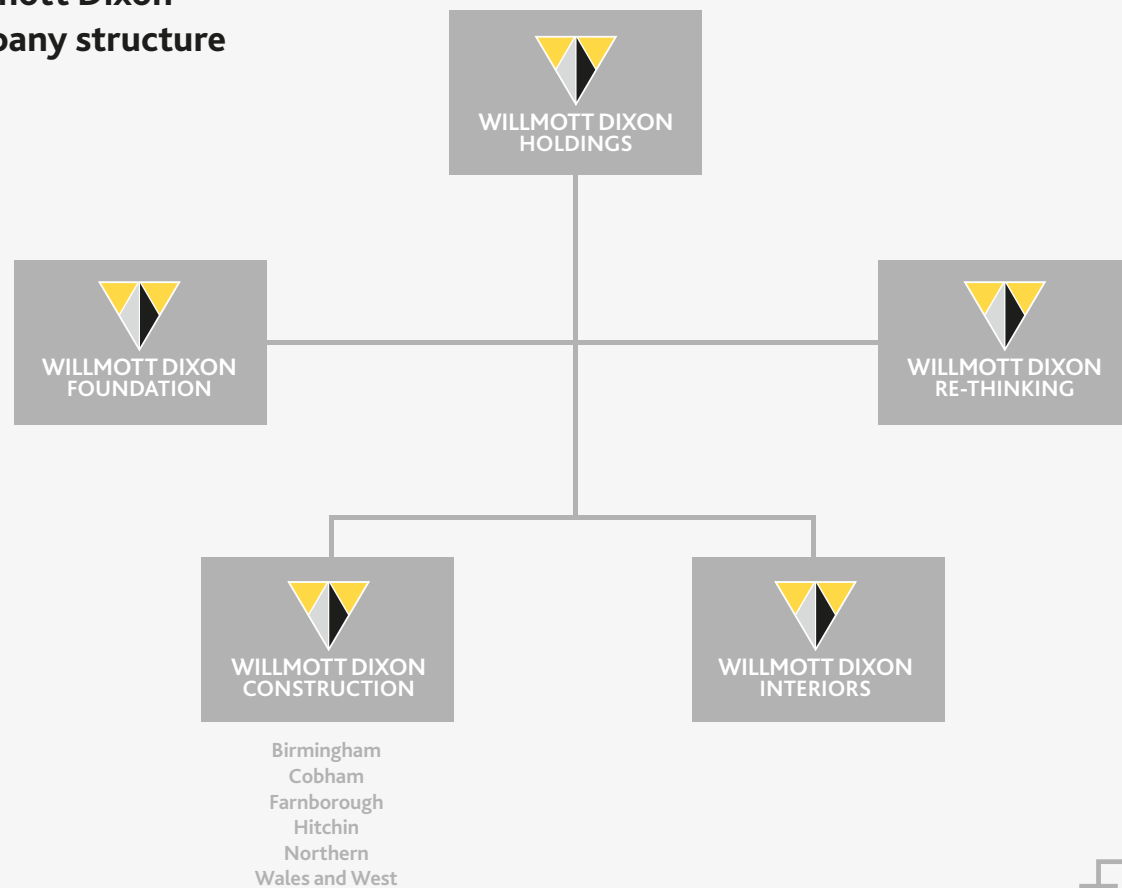 Dixon
structure
WILLMOTT DIXON
HOLDINGS
WILLMOTT DIXON
FOUNDATION
WILLMOTT DIXON
RE-THINKING
WILLMOTT DIXON
CONSTRUCTION
WILLMOTT DIXON
INTERIORS
Birmingham
Cobham
Farnborough
Hitchin
Northern
Wales and West